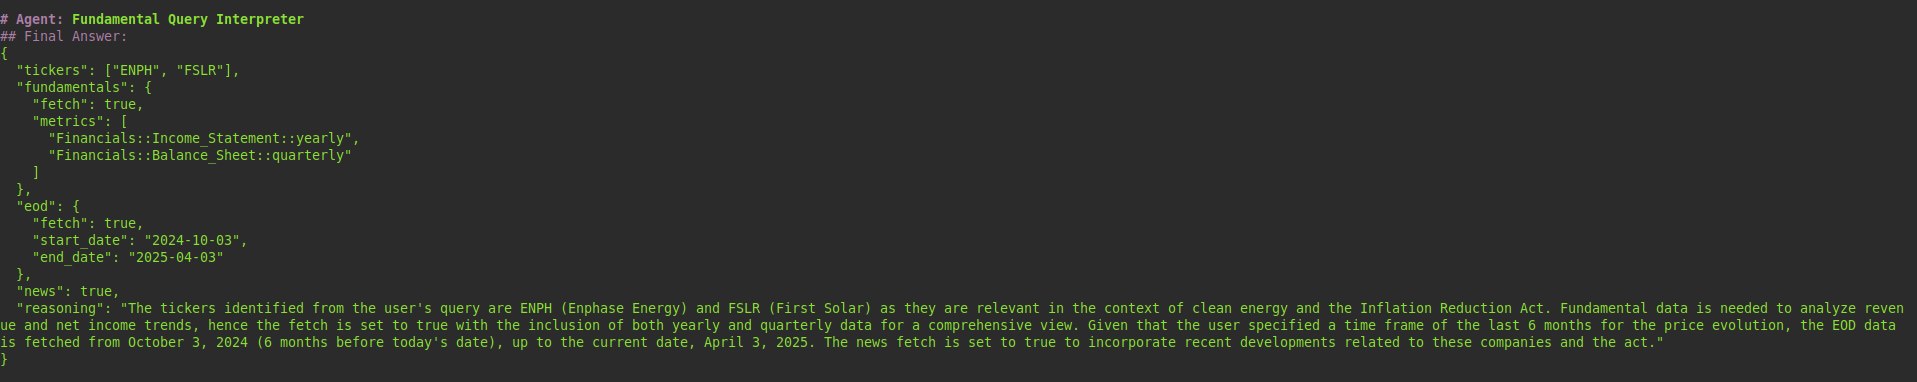 # Agent: Fundamental Query Interpreter
## Final Answer:
{
  "tickers": ["ENPH", "FSLR"],
  "fundamentals": {
    "fetch": true,
    "metrics": [
      "Financials::Income_Statement::yearly",
      "Financials::Balance_Sheet::quarterly"
    ]
  },
  "eod": {
    "fetch": true,
    "start_date": "2024-10-03",
    "end_date": "2025-04-03"
  },
  "news": true,
  "reasoning": "The tickers identified from the user's query are ENPH (Enphase Energy) and FSLR (First Solar) as they are relevant in the context of clean energy and the Inflation Reduction Act. Fundamental data is needed to analyze reven
ue and net income trends, hence the fetch is set to true with the inclusion of both yearly and quarterly data for a comprehensive view. Given that the user specified a time frame of the last 6 months for the price evolution, the EOD data
is fetched from October 3, 2024 (6 months before today's date), up to the current date, April 3, 2025. The news fetch is set to true to incorporate recent developments related to these companies and the act."
}